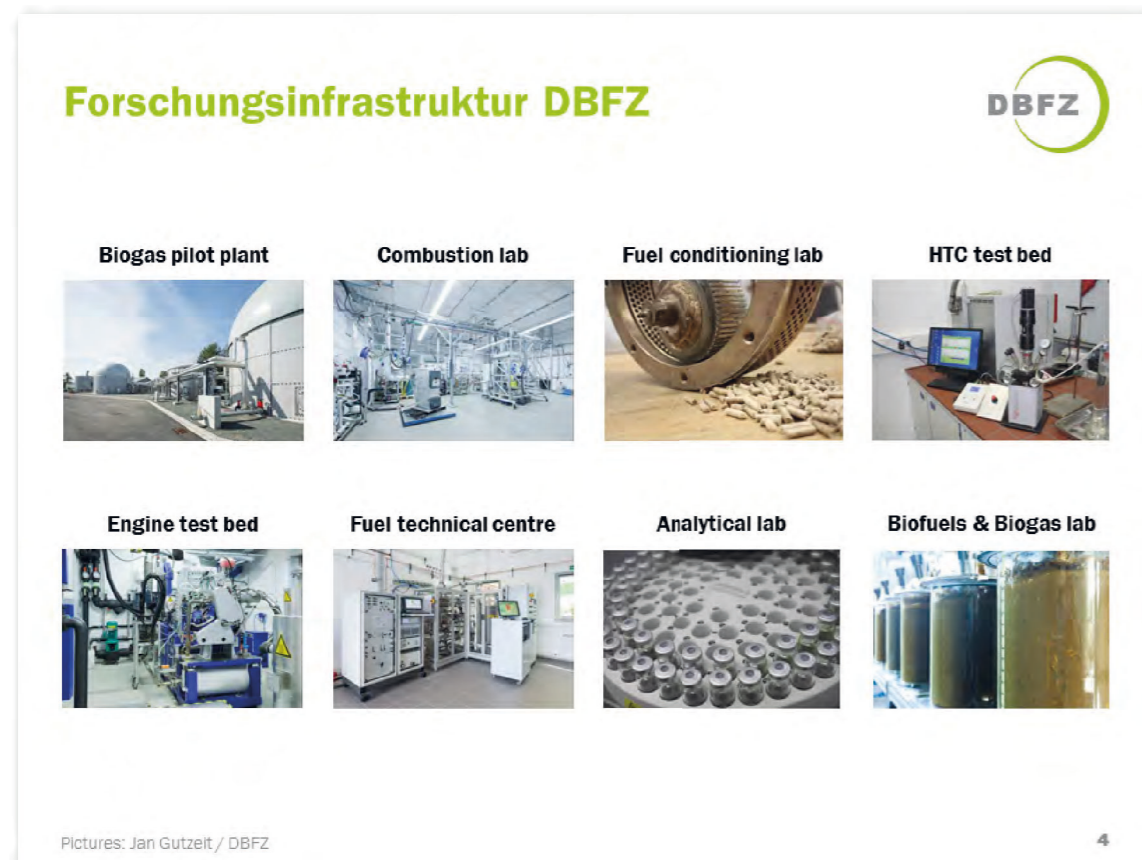 Forschungsinfrastruktur DBFZ
DBFZ
Biogas pilot plant
Combustion lab
Fuel conditioning lab
HTC test bed
Engine test bed
Fuel technical centre
Analytical lab
Biofuels & Biogas lab
Pictures: Jan Gutzeit / DBFZ
4